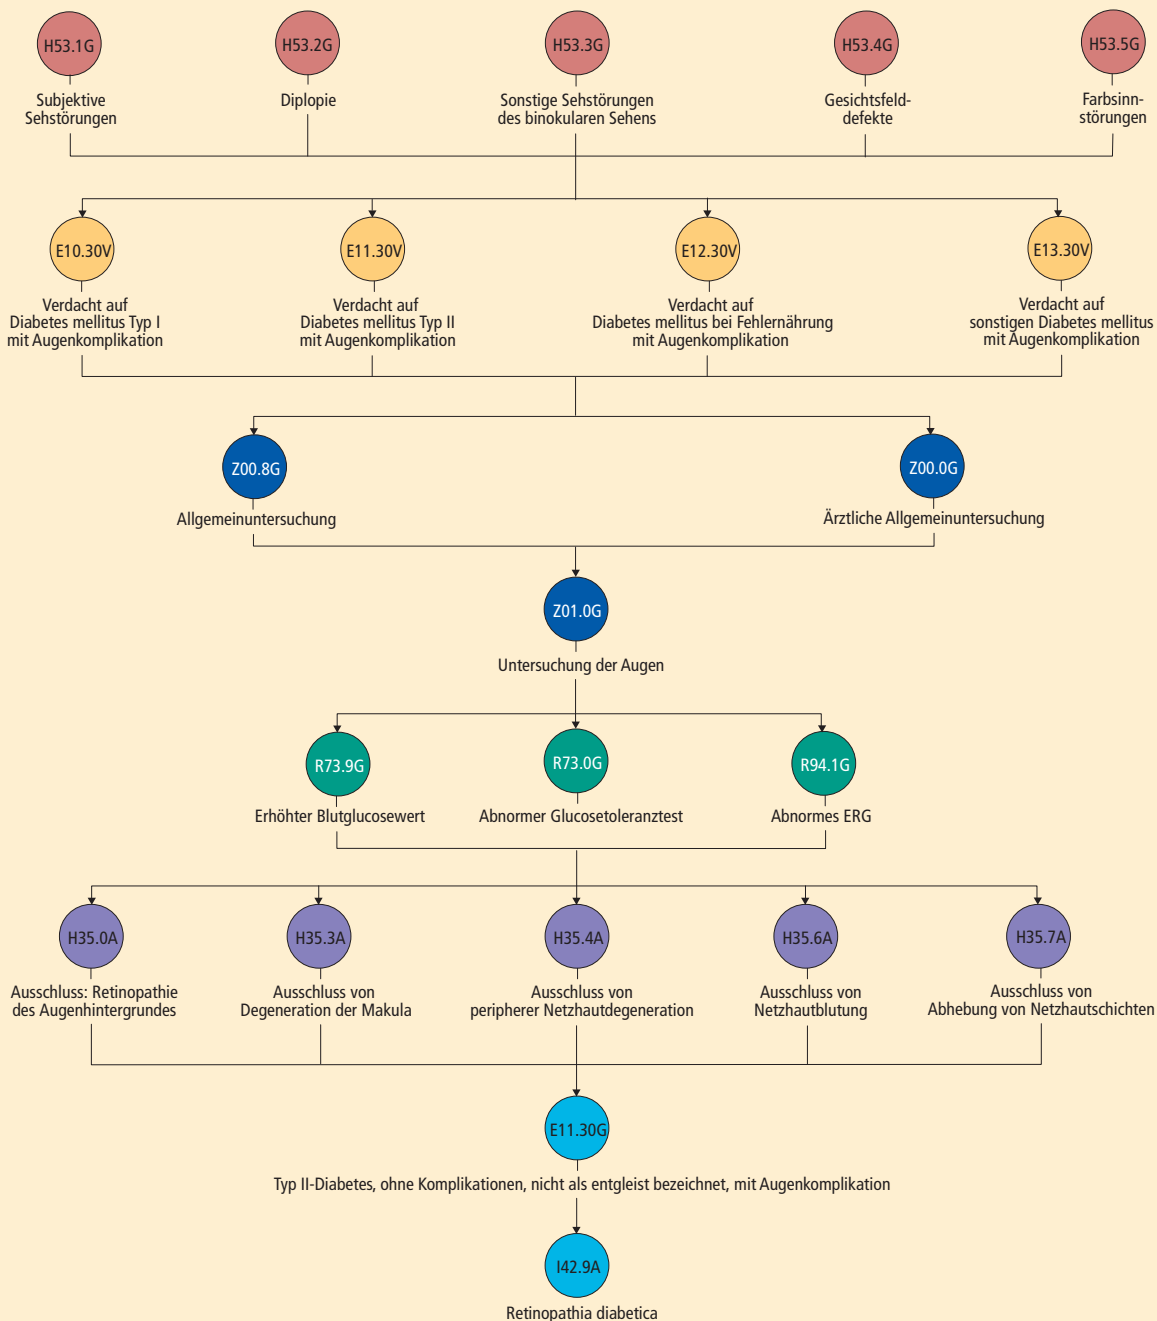 H53.1G
H53.2G
H53.3G
H53.4G
H53.5G
Subjektive
Sehstörungen
Diplopie
Sonstige Sehstörungen
des binokularen Sehens
Gesichtsfeld-
defekte
Farbsinn-
störungen
E10.30V
E11.30V
E12.30V
E13.30V
Verdacht auf
Diabetes mellitus Typ I
mit Augenkomplikation
Verdacht auf
Diabetes mellitus Typ II
mit Augenkomplikation
Verdacht auf
Diabetes mellitus bei Fehlernährung
mit Augenkomplikation
Verdacht auf
sonstigen Diabetes mellitus
mit Augenkomplikation
Z00.8G
Z00.0G
Allgemeinuntersuchung
Ärztliche Allgemeinuntersuchung
Z01.0G
Untersuchung der Augen
R73.9G
R73.0G
R94.1G
Erhöhter Blutglucosewert
Abnormer Glucosetoleranztest
Abnormes ERG
H35.0A
H35.3A
H35.4A
H35.6A
H35.7A
Ausschluss: Retinopathie
des Augenhintergrundes
Ausschluss von
Degeneration der Makula
Ausschluss von
peripherer Netzhautdegeneration
Ausschluss von
Netzhautblutung
Ausschluss von
Abhebung von Netzhautschichten
E11.30G
Typ II-Diabetes, ohne Komplikationen, nicht als entgleist bezeichnet, mit Augenkomplikation
I42.9A
Retinopathia diabetica